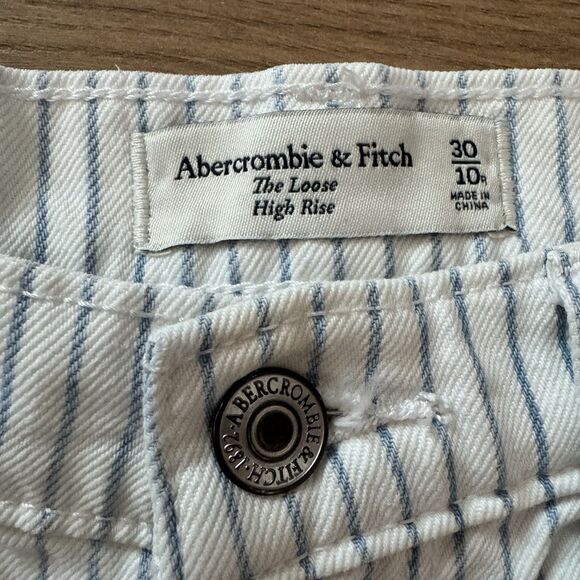 Abercrombie & Fitch
The Loose
High Rise
30
10R
MADE IN
CHINA
·ABERCROMBIE & FITCH·1892